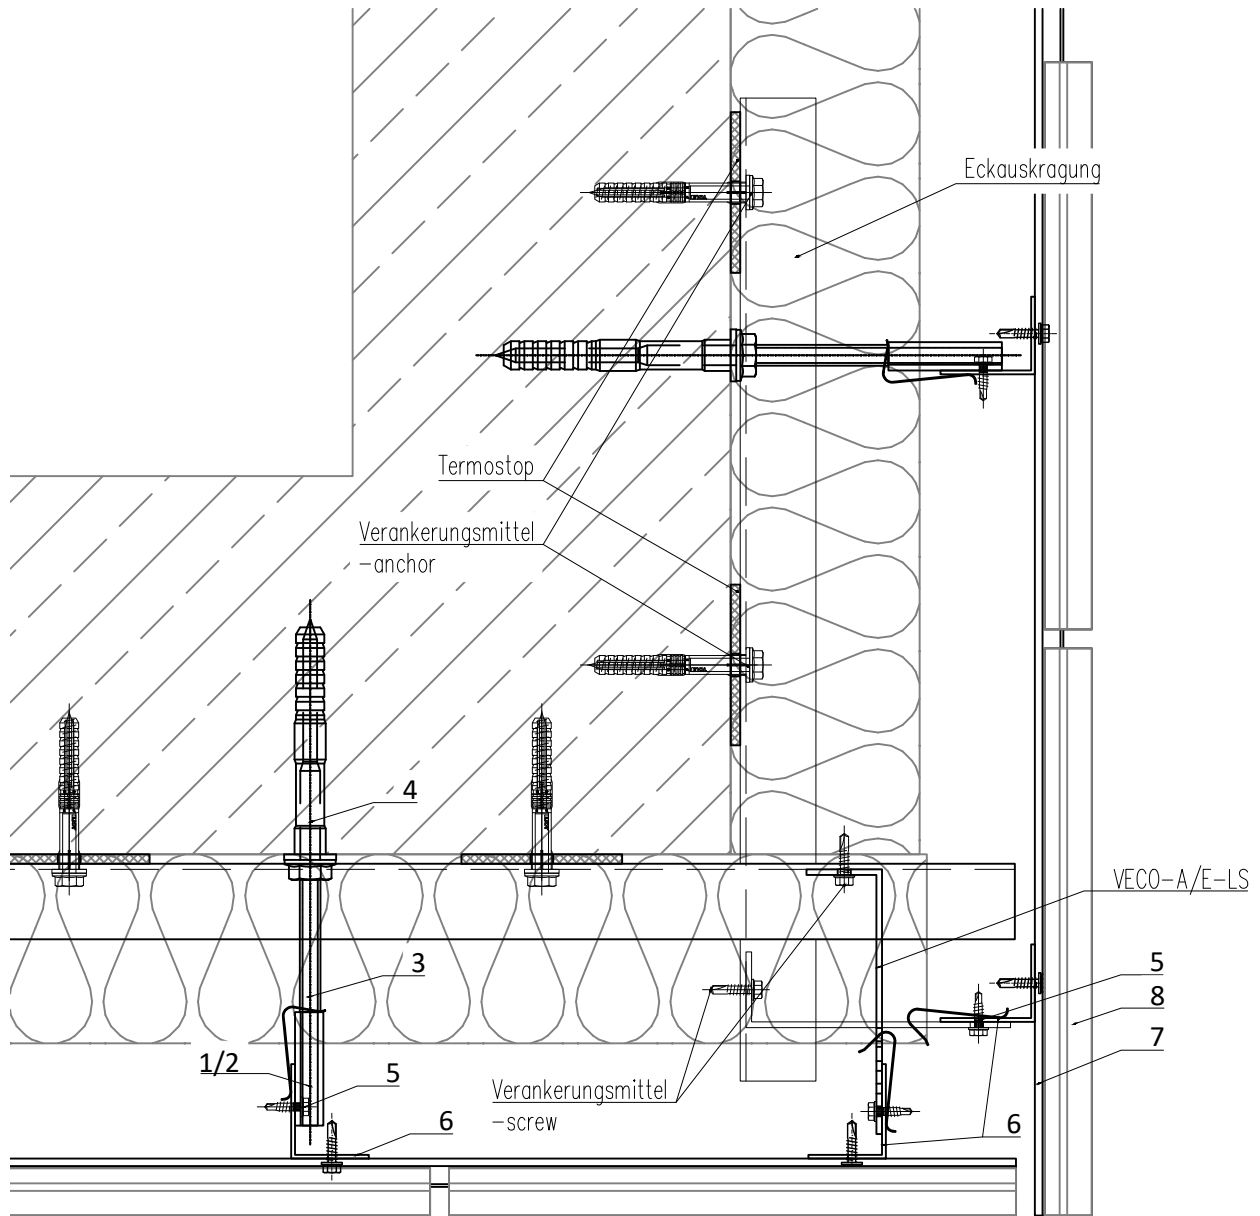 Eckauskragung
Termostop
Verankerungsmittel
-anchor
4
VECO-A/E-LS
3
5
8
7
1/2
5
Verankerungsmittel
-screw
6
6